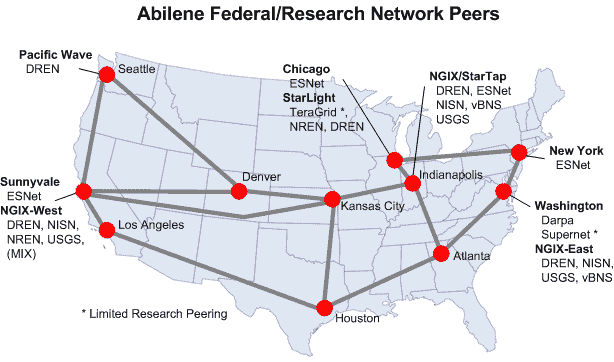 Abilene Federal/Research Network Peers
Pacific Wave
DREN
Seattle
Chicago
ESNet
StarLight
TeraGrid *,
NREN, DREN
NGIX/StarTap
DREN, ESNet
NISN, vBNS
USGS
New York
ESNet
Indianapolis
Denver
Kansas City
Sunnyvale
ESNet
NGIX-West
DREN, NISN,
NREN, USGS,
(MIX)
Los Angeles
Washington
Darpa
Supernet *
NGIX-East
DREN, NISN,
USGS, vBNS
Atlanta
Houston
* Limited Research Peering